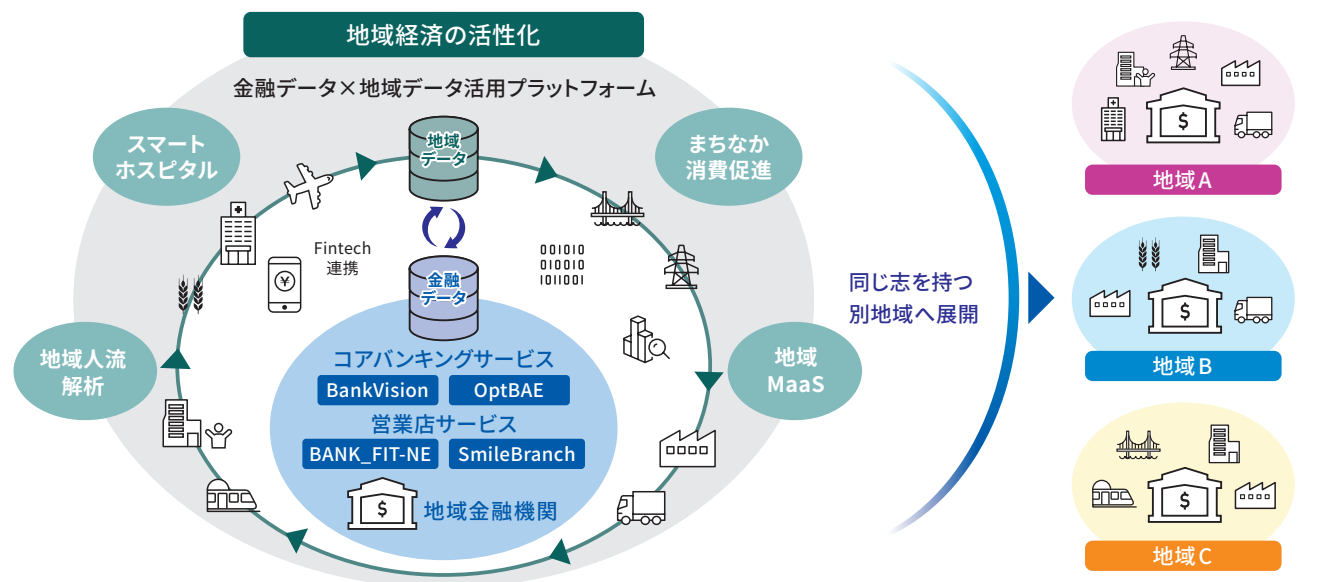 地域経済の活性化
金融データ×地域データ活用プラットフォーム
スマート
ホスピタル
まちなか
消費促進
地域
データ
Fintech
連携
¥
001010
010010
1011001
金融
データ
地域人流
解析
地域
MaaS
コアバンキングサービス
BankVision
OptBAE
営業店サービス
BANK_FIT-NE
SmileBranch
$
地域金融機関
同じ志を持つ
別地域へ展開
$
地域A
$
地域B
$
地域C